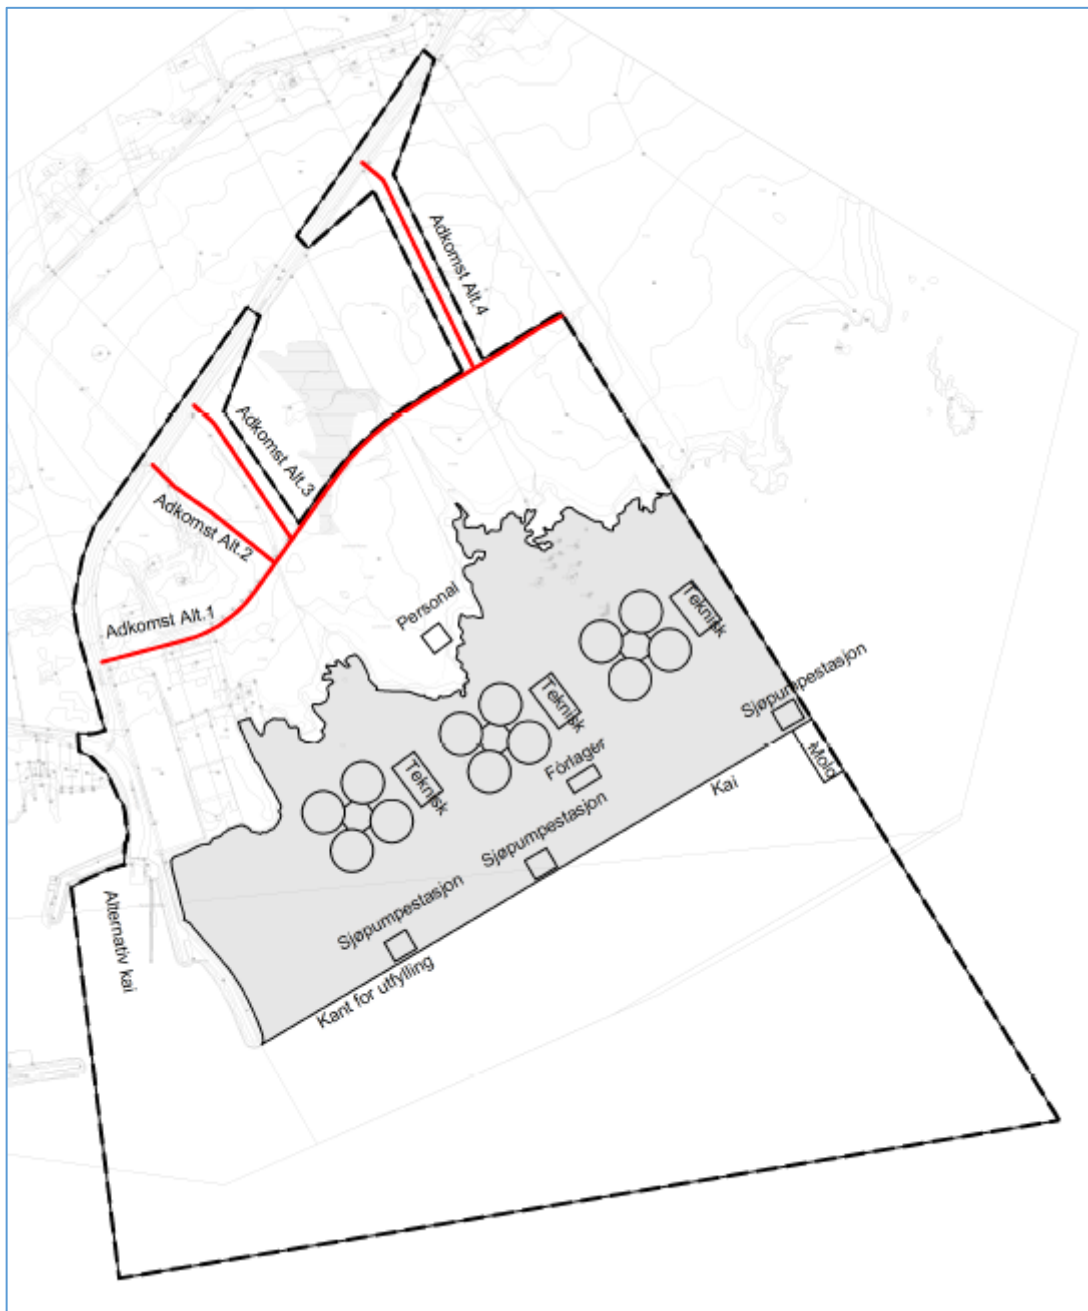 Adkomst Alt.4
Adkomst Alt.3
Adkomst Alt.2
Adkomst Alt.1
Personal
Teknisk
Sjøpumpestasjon
Teknisk
Molo
Fôrlager
Kai
Teknisk
Sjøpumpestasjon
Sjøpumpestasjon
Alternativ kai
Kant for utfylling